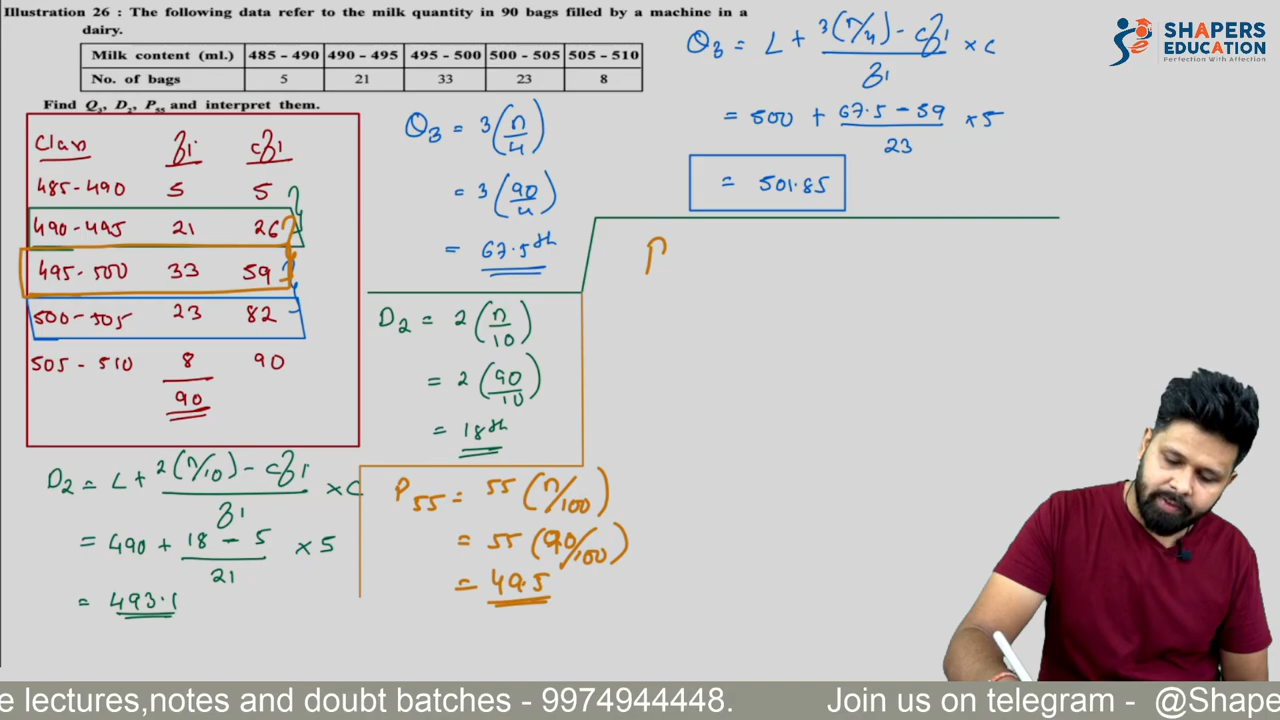 Illustration 26 : The following data refer to the milk quantity in 90 bags filled by a machine in a
dairy.
Milk content (ml.) 485 – 490 490 – 495 495 – 500 500 – 505 505 – 510
No. of bags 5 21 33 23 8
Find Q₃, D₂, P₅₅ and interpret them.
Class fi cfi
485-490 5 5
490-495 21 26
495-500 33 59
500-505 23 82
505-510 8 90
90
Q₃ = 3(n/4)
= 3(90/4)
= 67.5th
Q₃ = L + 3(n/4) - cfi / fi × c
= 500 + 67.5 - 59 / 23 × 5
= 501.85
D₂ = 2(n/10)
= 2(90/10)
= 18th
D₂ = L + 2(n/10) - cfi / fi × c
= 490 + 18 - 5 / 21 × 5
= 493.1
P₅₅ = 55(n/100)
= 55(90/100)
= 49.5
P
SHAPERS
EDUCATION
Perfection With Affection
e lectures,notes and doubt batches - 9974944448. Join us on telegram - @Shape